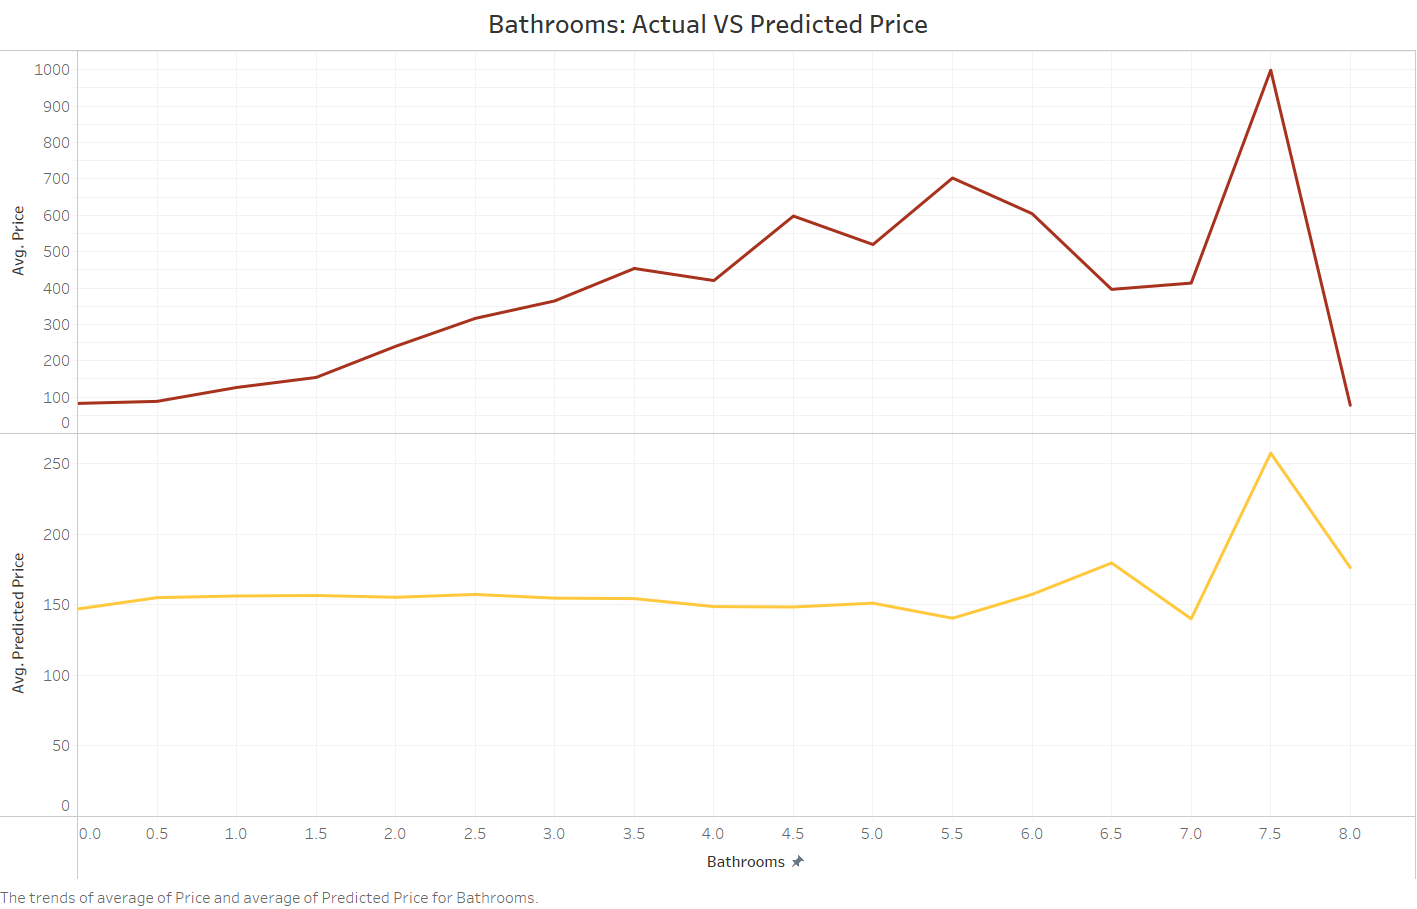 Bathrooms: Actual VS Predicted Price
1000
900
800
700
600
500
400
300
200
100
0
Avg. Price
250
200
150
100
50
0
Avg. Predicted Price
0.0 0.5 1.0 1.5 2.0 2.5 3.0 3.5 4.0 4.5 5.0 5.5 6.0 6.5 7.0 7.5 8.0
Bathrooms
The trends of average of Price and average of Predicted Price for Bathrooms.